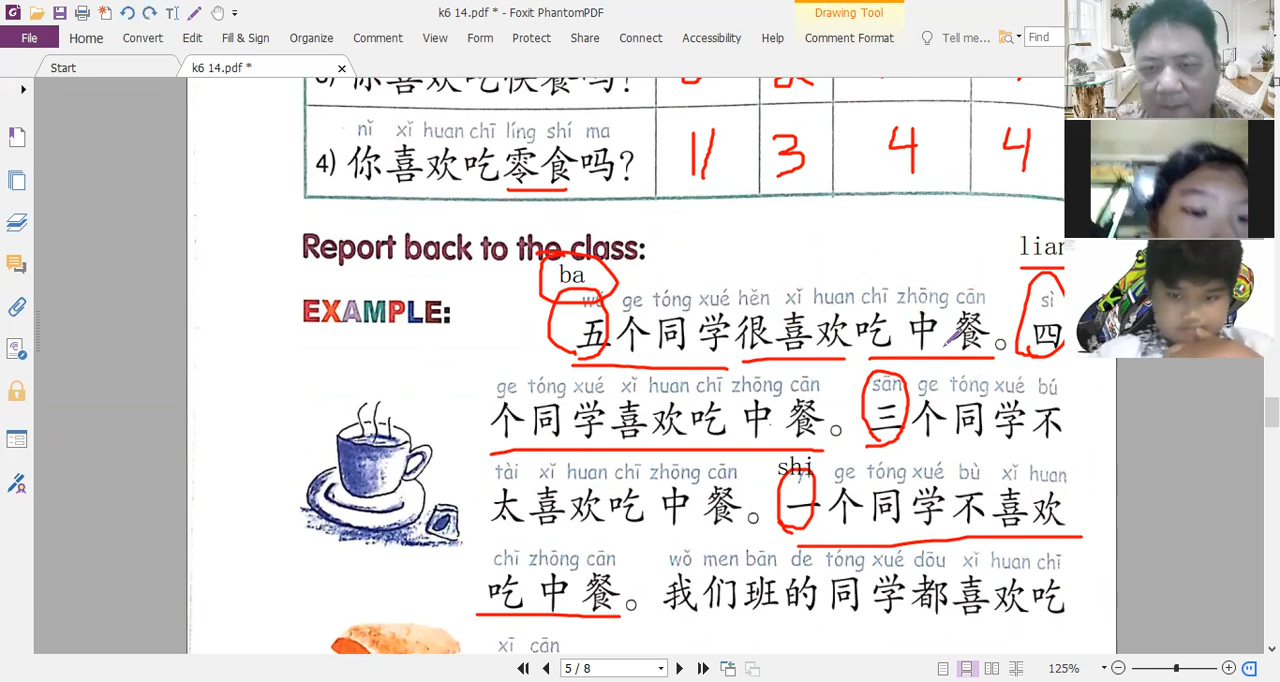 k6 14.pdf * - Foxit PhantomPDF
Drawing Tool
File Home Convert Edit Fill & Sign Organize Comment View Form Protect Share Connect Accessibility Help Comment Format Tell me... Find
Start k6 14.pdf *
你喜欢吃快餐吗?
nǐ xǐ huan chī líng shí ma
4) 你喜欢吃零食吗? 11 3 4 4
Report back to the class:
ba lian
EXAMPLE:
wǔ ge tóng xué hěn xǐ huan chī zhōng cān sì
五个同学很喜欢吃中餐。四
ge tóng xué xǐ huan chī zhōng cān sān ge tóng xué bú
个同学喜欢吃中餐。三个同学不
shi
tài xǐ huan chī zhōng cān ge tóng xué bù xǐ huan
太喜欢吃中餐。一个同学不喜欢
chī zhōng cān wǒ men bān de tóng xué dōu xǐ huan chī
吃中餐。我们班的同学都喜欢吃
xī cān
5 / 8
125%